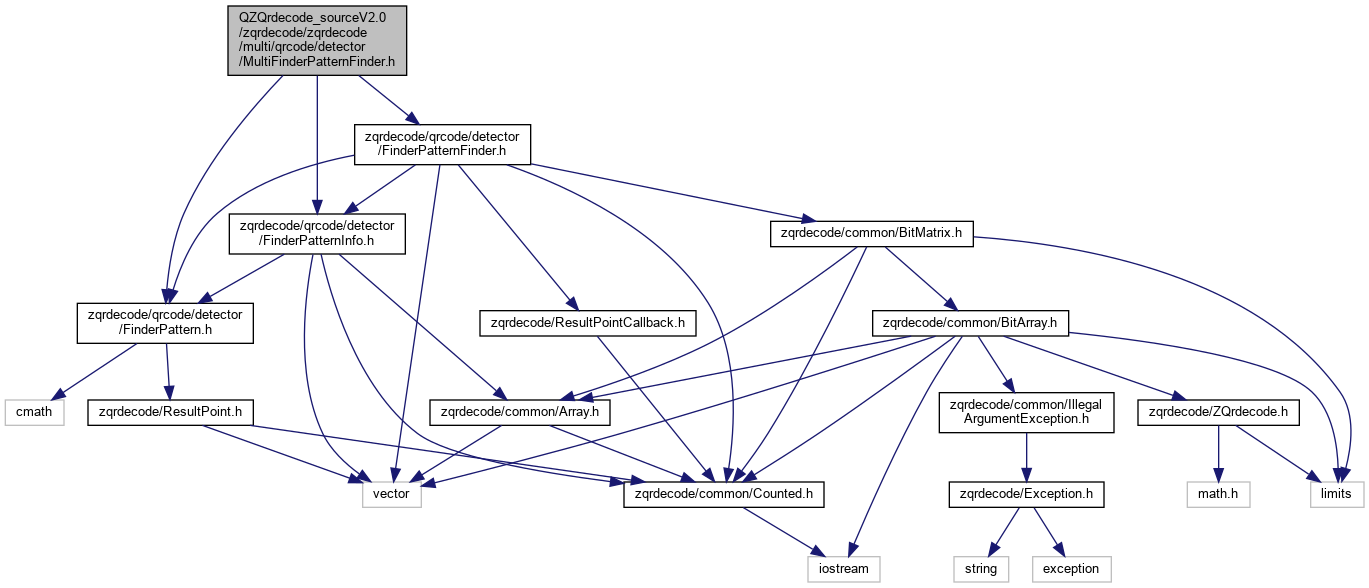 QZQrdecode_sourceV2.0
/zqrdecode/zqrdecode
/multi/qrcode/detector
/MultiFinderPatternFinder.h
zqrdecode/qrcode/detector
/FinderPatternFinder.h
zqrdecode/qrcode/detector
/FinderPatternInfo.h
zqrdecode/common/BitMatrix.h
zqrdecode/qrcode/detector
/FinderPattern.h
zqrdecode/ResultPointCallback.h
zqrdecode/common/BitArray.h
cmath
zqrdecode/ResultPoint.h
zqrdecode/common/Array.h
zqrdecode/common/Illegal
ArgumentException.h
zqrdecode/ZQrdecode.h
vector
zqrdecode/common/Counted.h
zqrdecode/Exception.h
math.h
limits
iostream
string
exception